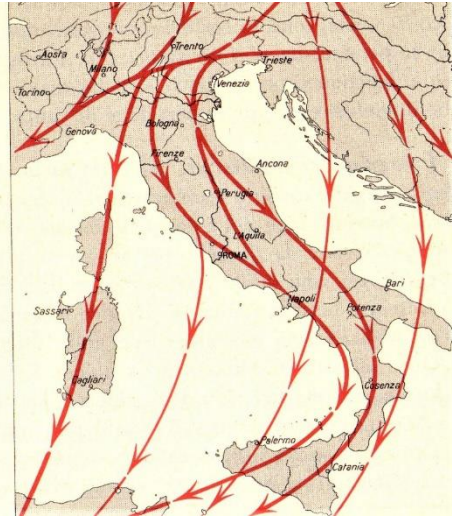 Trento
Aosta
Milano
Trieste
Torino
Venezia
Genova
Bologna
Firenze
Ancona
Perugia
L'Aquila
ROMA
Bari
Napoli
Potenza
Sassari
Cagliari
Cosenza
Palermo
Catania